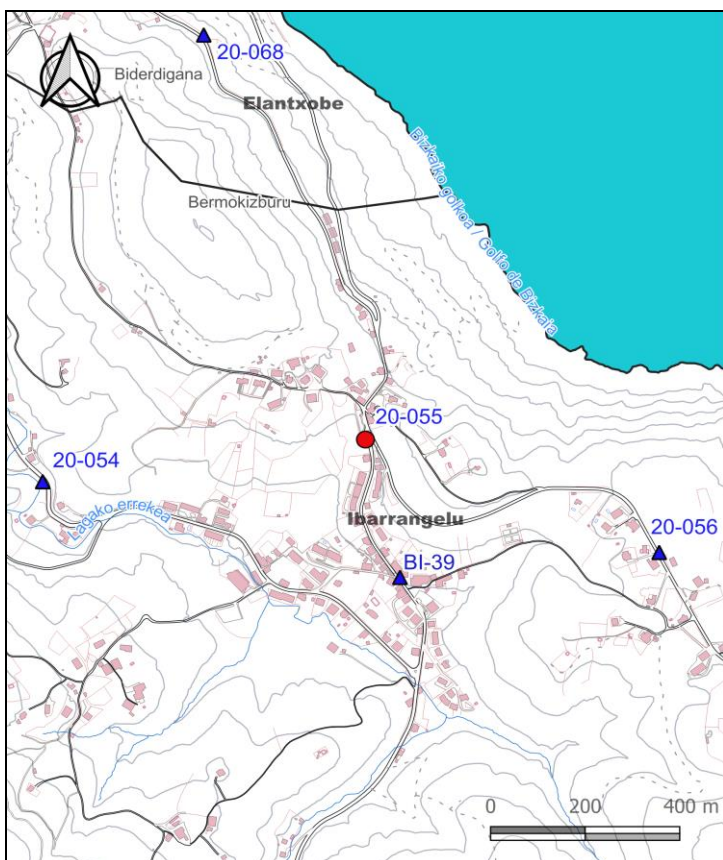 20-068
Biderdigana
Elantxobe
Bizkaiko golkoa / Golfo de Bizkaia
Bermokizburu
20-055
20-054
Ibarrangelu
Lagako errekea
20-056
BI-39
0 200 400 m